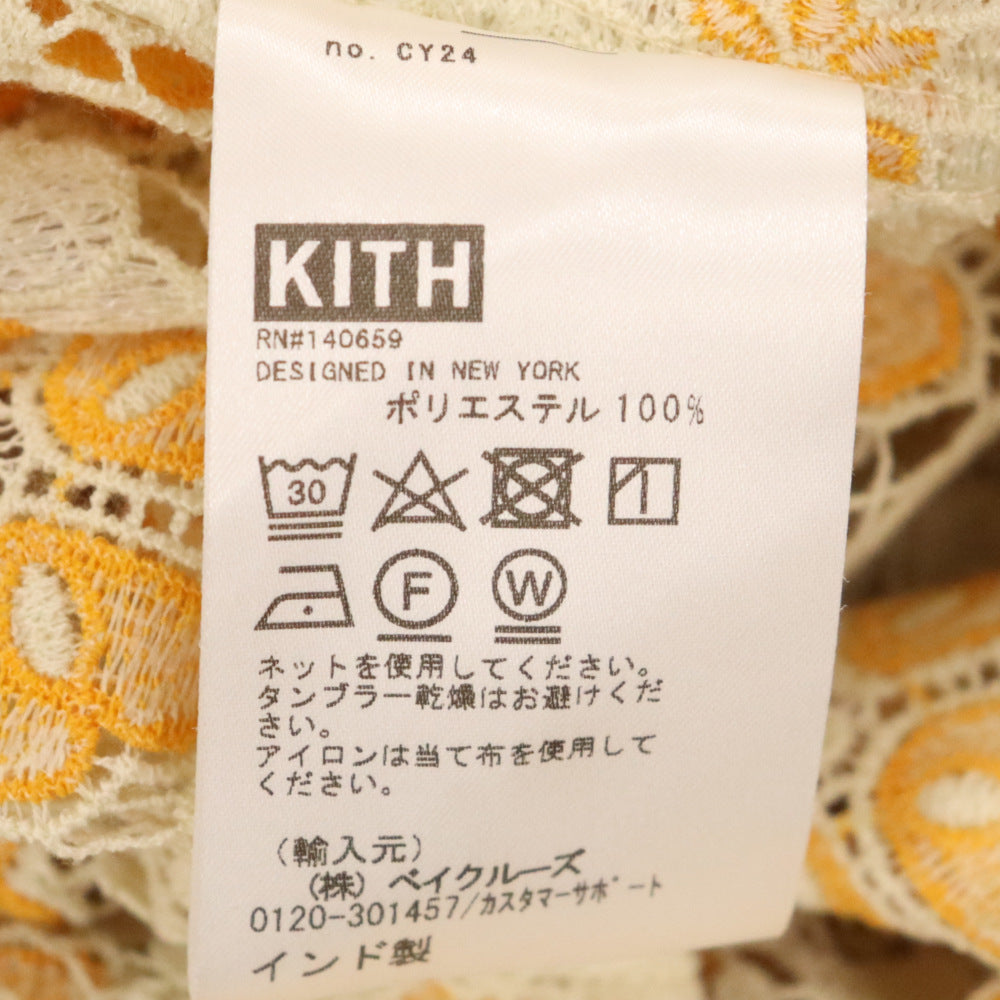 no. CY24
KITH
RN#140659
DESIGNED IN NEW YORK
ポリエステル 100%
30
F
W
ネットを使用してください。
タンブラー乾燥はお避けくだ
さい。
アイロンは当て布を使用して
ください。
（輸入元）
（株）ベイクルーズ
0120-301457/カスタマーサポート
インド製